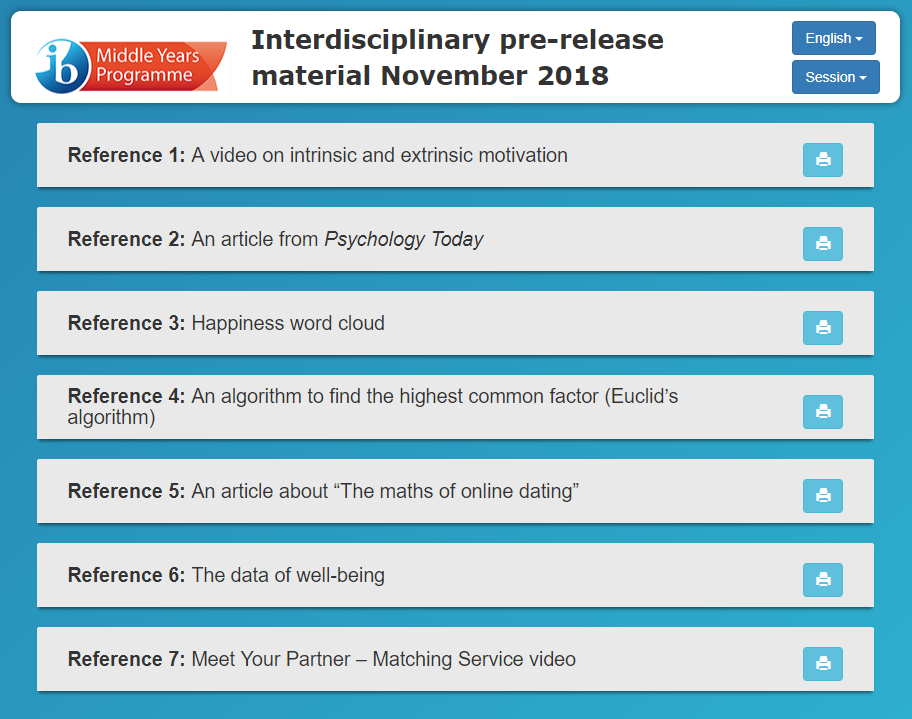 ib
Middle Years
Programme
Interdisciplinary pre-release
material November 2018
English
Session
Reference 1: A video on intrinsic and extrinsic motivation
Reference 2: An article from Psychology Today
Reference 3: Happiness word cloud
Reference 4: An algorithm to find the highest common factor (Euclid’s
algorithm)
Reference 5: An article about “The maths of online dating”
Reference 6: The data of well-being
Reference 7: Meet Your Partner – Matching Service video